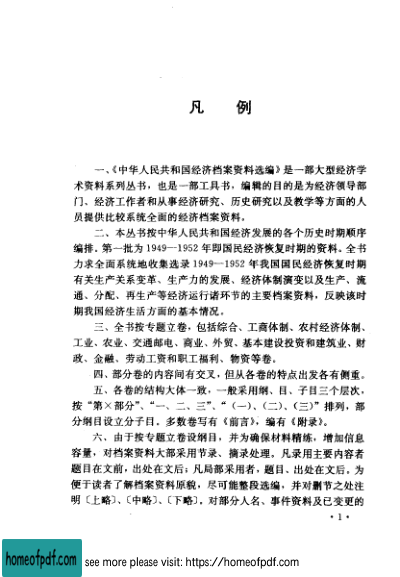 凡 例
一、《中华人民共和国经济档案资料选编》是一部大型经济学
术资料系列丛书，也是一部工具书，编辑的目的是为经济领导部
门、经济工作者和从事经济研究、历史研究以及教学等方面的人
员提供比较系统全面的经济档案资料。
二、本丛书按中华人民共和国经济发展的各个历史时期顺序
编排。第一批为1949—1952年即国民经济恢复时期的资料。全书
力求全面系统地收集选录1949—1952年我国国民经济恢复时期
有关生产关系变革、生产力的发展、经济体制演变以及生产、流
通、分配、再生产等经济运行诸环节的主要档案资料，反映该时
期我国经济生活方面的基本情况。
三、全书按专题立卷，包括综合、工商体制、农村经济体制、
工业、农业、交通邮电、商业、外贸、基本建设投资和建筑业、财
政、金融、劳动工资和职工福利、物资等卷。
四、部分卷的内容间有交叉，但从各卷的特点出发各有侧重。
五、各卷的结构大体一致，一般采用纲、目、子目三个层次，
按“第×部分”、“一、二、三”、“（一）、（二）、（三）”排列，部
分纲目设立分子目。多数卷写有《前言》，编有《附录》。
六、由于按专题立卷设纲目，并为确保材料精炼，增加信息
容量，对档案资料大部采用节录、摘录处理。凡录用主要内容者
题目在文前，出处在文后；凡局部采用者，题目、出处在文后。为
便于读者了解档案资料原貌，尽可能整段选编，并对删节之处注
明〔上略〕、〔中略〕、〔下略〕。对部分人名、事件资料及已变更的
·1·
homeofpdf.com
see more please visit: https://homeofpdf.com